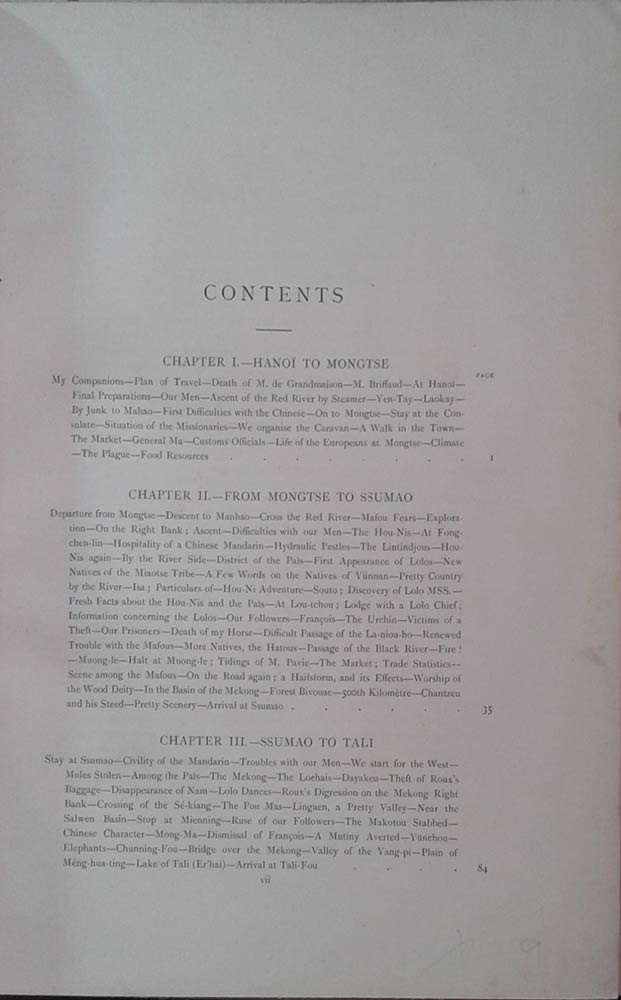 CONTENTS
CHAPTER I.—HANOÏ TO MONGTSE
PAGE
My Companions—Plan of Travel—Death of M. de Grandmaison—M. Briffaud—At Hanoï—
Final Preparations—Our Men—Ascent of the Red River by Steamer—Yen-Tay—Laokay—
By Junk to Mahao—First Difficulties with the Chinese—On to Mongtse—Stay at the Con-
sulate—Situation of the Missionaries—We organise the Caravan—A Walk in the Town—
The Market—General Ma—Customs Officials—Life of the Europeans at Mongtse—Climate
—The Plague—Food Resources . . . . . . . 1
CHAPTER II.—FROM MONGTSE TO SSUMAO
Departure from Mongtse—Descent to Manhao—Cross the Red River—Mafou Fears—Explora-
tion—On the Right Bank; Ascent—Difficulties with our Men—The Hou-Nis—At Fong-
chen-lin—Hospitality of a Chinese Mandarin—Hydraulic Pestles—The Lintindjous—Hou-
Nis again—By the River Side—District of the Pais—First Appearance of Lolos—New
Natives of the Miaotse Tribe—A Few Words on the Natives of Yünnan—Pretty Country
by the River—Isa; Particulars of—Hou-Ni Adventure—Souto; Discovery of Lolo MSS.—
Fresh Facts about the Hou-Nis and the Pais—At Lou-tchou; Lodge with a Lolo Chief;
Information concerning the Lolos—Our Followers—François—The Urchin—Victims of a
Theft—Our Prisoners—Death of my Horse—Difficult Passage of the La-niou-ho—Renewed
Trouble with the Mafous—More Natives, the Hatous—Passage of the Black River—Fire!
—Muong-le—Halt at Muong-le; Tidings of M. Pavie—The Market; Trade Statistics—
Scene among the Mafous—On the Road again; a Hailstorm, and its Effects—Worship of
the Wood Deity—In the Basin of the Mekong—Forest Bivouac—500th Kilomètre—Chantzeu
and his Steed—Pretty Scenery—Arrival at Ssumao . . . . . . 35
CHAPTER III.—SSUMAO TO TALI
Stay at Ssumao—Civility of the Mandarin—Troubles with our Men—We start for the West—
Mules Stolen—Among the Païs—The Mekong—The Lochais—Dayakeu—Theft of Roux's
Baggage—Disappearance of Nam—Lolo Dances—Roux's Digression on the Mekong Right
Bank—Crossing of the Sé-kiang—The Pou Mas—Linguen, a Pretty Valley—Near the
Salwen Basin—Stop at Mienning—Ruse of our Followers—The Makotou Stabbed—
Chinese Character—Mong-Ma—Dismissal of François—A Mutiny Averted—Yünchou—
Elephants—Chunning-Fou—Bridge over the Mekong—Valley of the Yang-pi—Plain of
Mêng-hua-ting—Lake of Tali (Er'hai)—Arrival at Tali-Fou . . . . 84
vii